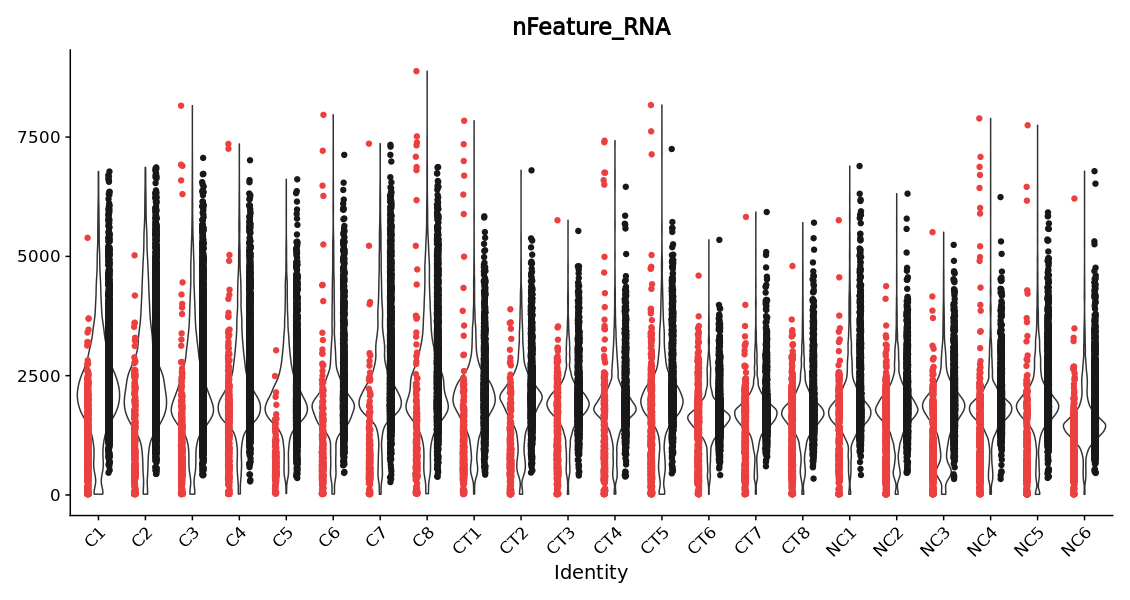 nFeature_RNA
7500
5000
2500
0
C1 C2 C3 C4 C5 C6 C7 C8 CT1 CT2 CT3 CT4 CT5 CT6 CT7 CT8 NC1 NC2 NC3 NC4 NC5 NC6
Identity